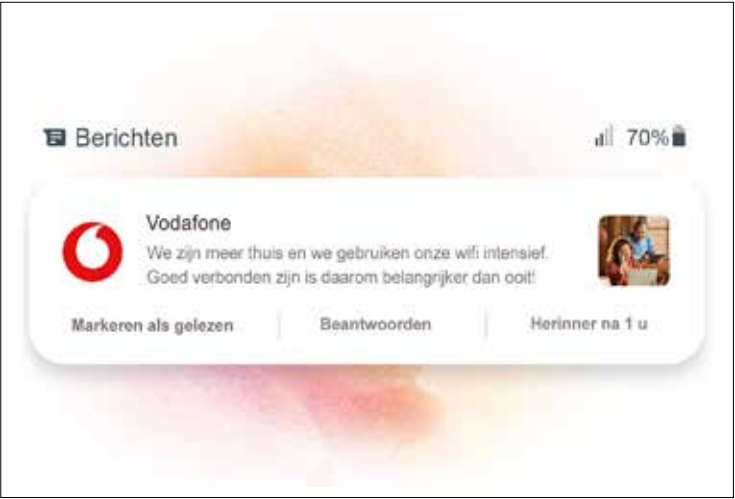 Berichten
70%
Vodafone
We zijn meer thuis en we gebruiken onze wifi intensief.
Goed verbonden zijn is daarom belangrijker dan ooit!
Markeren als gelezen
Beantwoorden
Herinner na 1 u